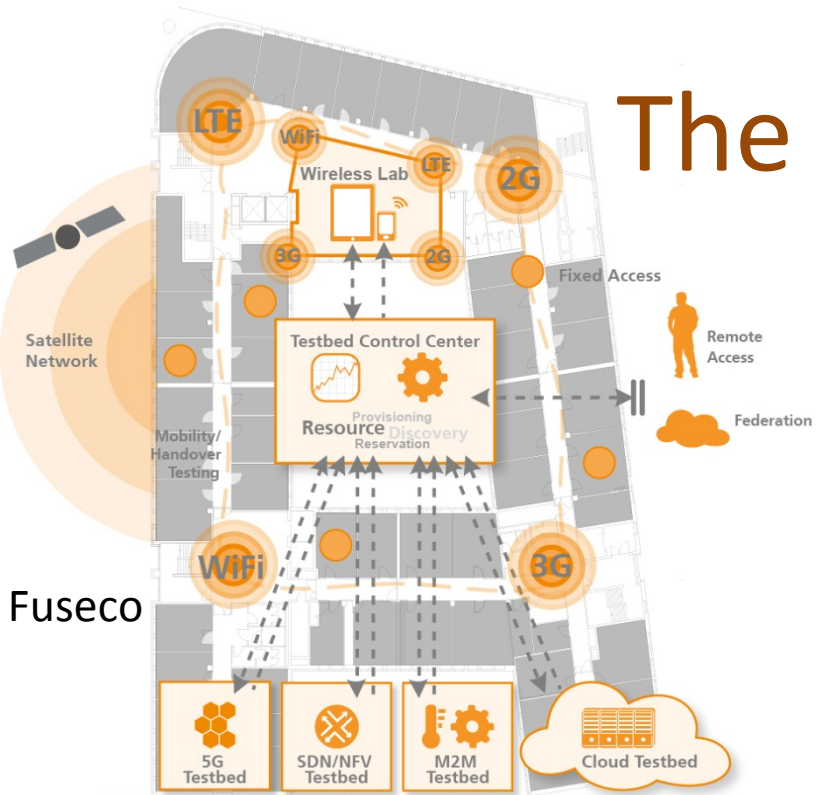 The
LTE
WiFi
LTE
2G
Wireless Lab
3G
2G
Fixed Access
Satellite
Network
Testbed Control Center
Remote
Access
Provisioning
Resource Discovery
Reservation
Federation
Mobility/
Handover
Testing
WiFi
3G
Fuseco
5G
Testbed
SDN/NFV
Testbed
M2M
Testbed
Cloud Testbed